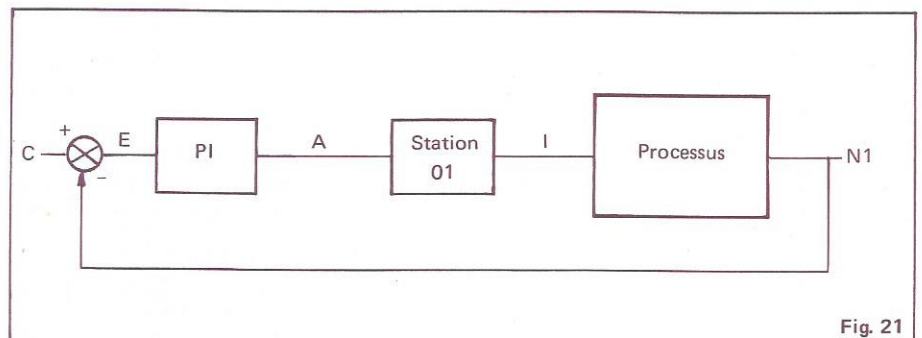 +
C
E
–
PI
A
Station
01
I
Processus
N1
Fig. 21